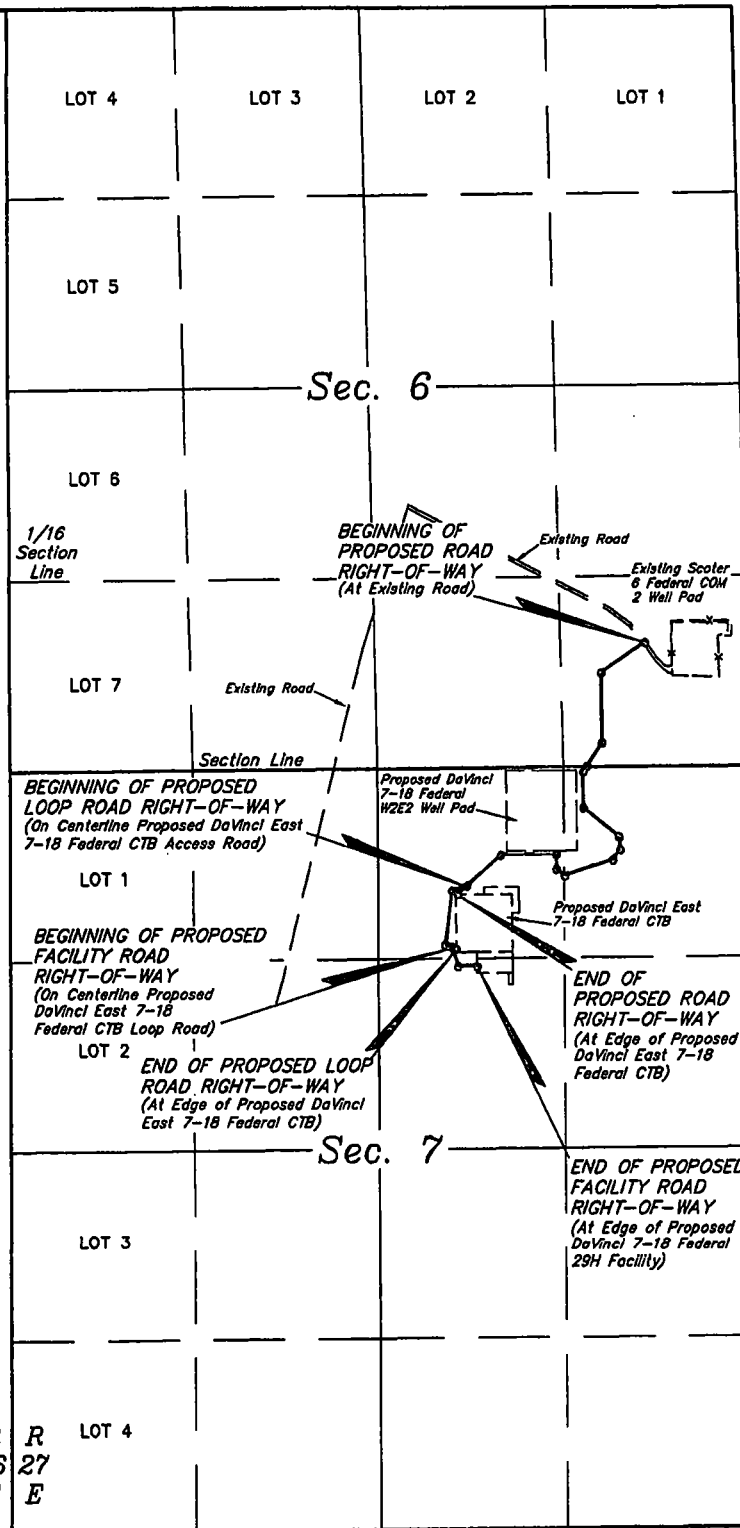 LOT 4
LOT 3
LOT 2
LOT 1
LOT 5
Sec. 6
LOT 6
1/16
Section
Line
BEGINNING OF
PROPOSED ROAD
RIGHT-OF-WAY
(At Existing Road)
Existing Road
Existing Scoter
6 Federal COM
2 Well Pad
LOT 7
Existing Road
Section Line
BEGINNING OF PROPOSED
LOOP ROAD RIGHT-OF-WAY
(On Centerline Proposed DaVinci East
7-18 Federal CTB Access Road)
Proposed DaVinci
7-18 Federal
W2E2 Well Pad
LOT 1
Proposed DaVinci East
7-18 Federal CTB
BEGINNING OF PROPOSED
FACILITY ROAD
RIGHT-OF-WAY
(On Centerline Proposed
DaVinci East 7-18
Federal CTB Loop Road)
END OF
PROPOSED ROAD
RIGHT-OF-WAY
(At Edge of Proposed
DaVinci East 7-18
Federal CTB)
LOT 2
END OF PROPOSED LOOP
ROAD RIGHT-OF-WAY
(At Edge of Proposed DaVinci
East 7-18 Federal CTB)
Sec. 7
END OF PROPOSED
FACILITY ROAD
RIGHT-OF-WAY
(At Edge of Proposed
DaVinci 7-18 Federal
29H Facility)
LOT 3
LOT 4
R
27
E